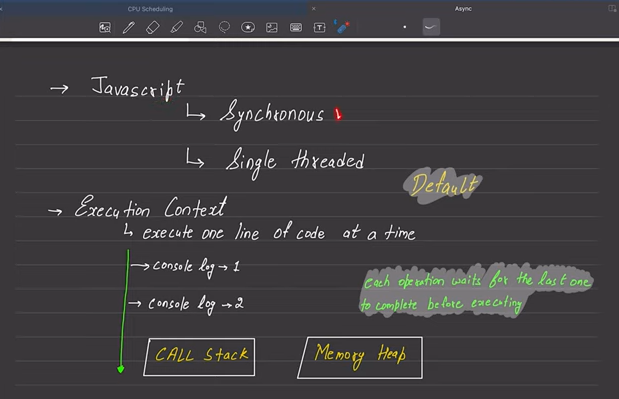 CPU Scheduling
Async
→ Javascript
↳ Synchronous
↳ Single threaded
Default
→ Execution Context
↳ execute one line of code at a time
→ console log → 1
each operation waits for the last one
to complete before executing
→ console log → 2
CALL Stack
Memory Heap